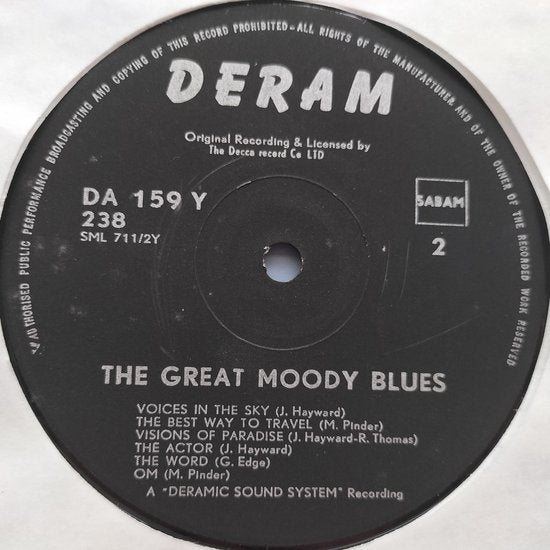 UNAUTHORISED PUBLIC PERFORMANCE BROADCASTING AND COPYING OF THIS RECORD PROHIBITED-ALL RIGHTS OF THE MANUFACTURER AND OF THE OWNER OF THE RECORDED WORK RESERVED
DERAM
Original Recording & Licensed by
The Decca record Co LTD
DA 159 Y
238
SML 711/2Y
SABAM
2
THE GREAT MOODY BLUES
VOICES IN THE SKY (J. Hayward)
THE BEST WAY TO TRAVEL (M. Pinder)
VISIONS OF PARADISE (J. Hayward-R. Thomas)
THE ACTOR (J. Hayward)
THE WORD (G. Edge)
OM (M. Pinder)
A "DERAMIC SOUND SYSTEM" Recording